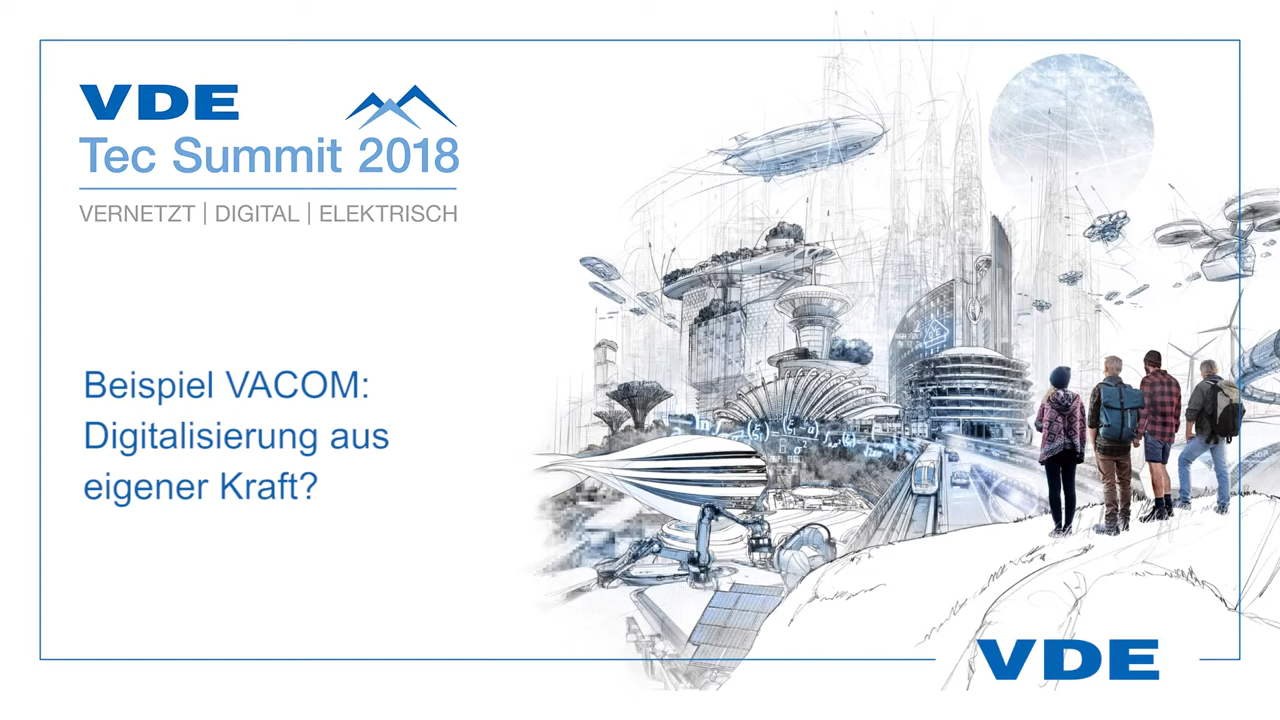 VDE
Tec Summit 2018
VERNETZT | DIGITAL | ELEKTRISCH
Beispiel VACOM:
Digitalisierung aus
eigener Kraft?
VDE